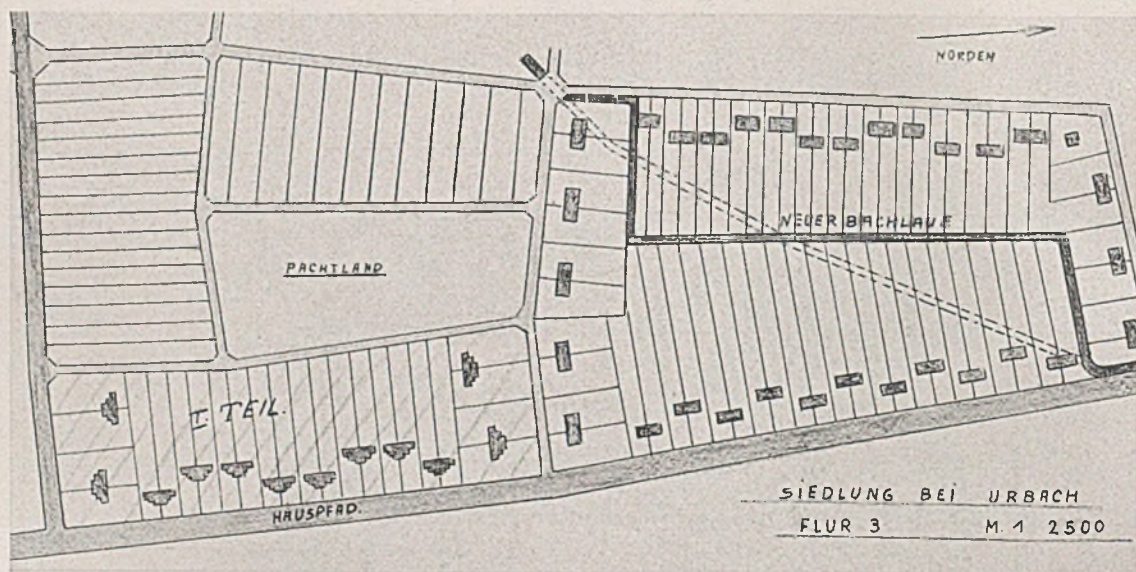 NORDEN
NEUER BACHLAUF
PACHTLAND
I. TEIL.
HAUSPFAD.
SIEDLUNG BEI URBACH
FLUR 3 M. 1 2500